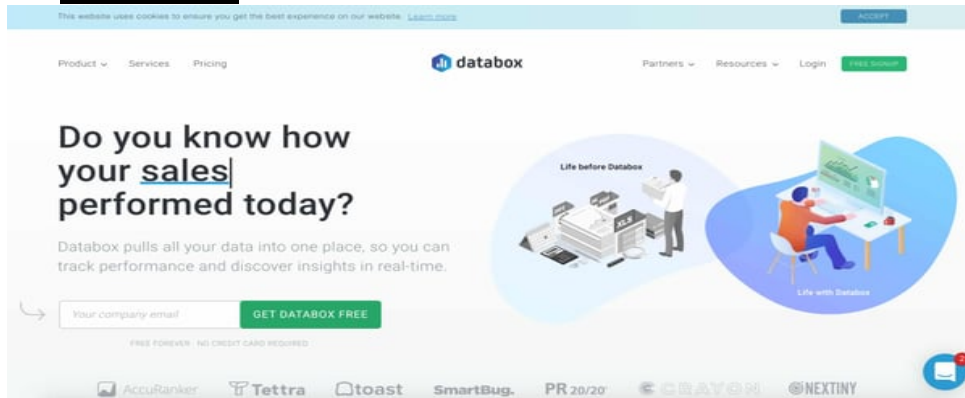 This website uses cookies to ensure you get the best experience on our website. Learn more
ACCEPT
Product Services Pricing
databox
Partners Resources Login FREE SIGNUP
Do you know how
your sales
performed today?
Databox pulls all your data into one place, so you can
track performance and discover insights in real-time.
Your company email
GET DATABOX FREE
FREE FOREVER NO CREDIT CARD REQUIRED
Life before Databox
XLS
Life with Databox
AccuRanker Tettra toast SmartBug. PR 20/20 CRAYON NEXTINY
2